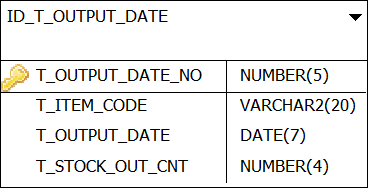 ID_T_OUTPUT_DATE
T_OUTPUT_DATE_NO NUMBER(5)
T_ITEM_CODE VARCHAR2(20)
T_OUTPUT_DATE DATE(7)
T_STOCK_OUT_CNT NUMBER(4)